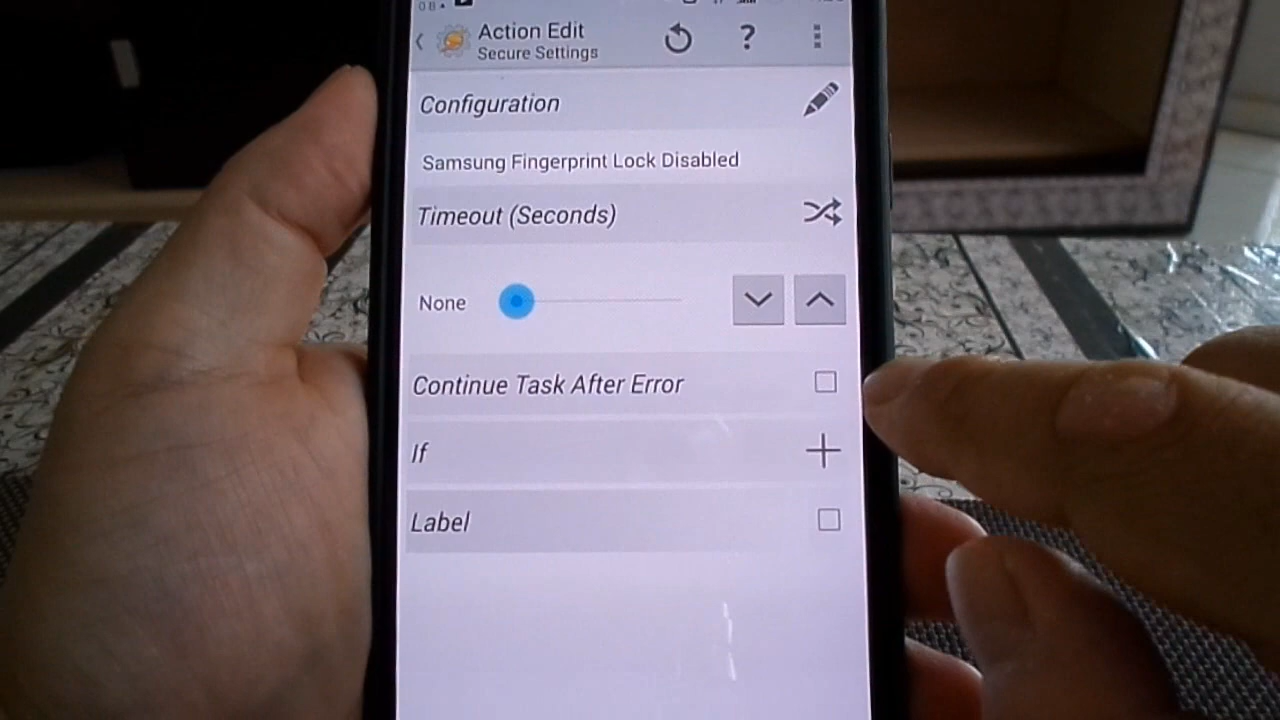 Action Edit
Secure Settings
?
Configuration
Samsung Fingerprint Lock Disabled
Timeout (Seconds)
None
Continue Task After Error
If
Label